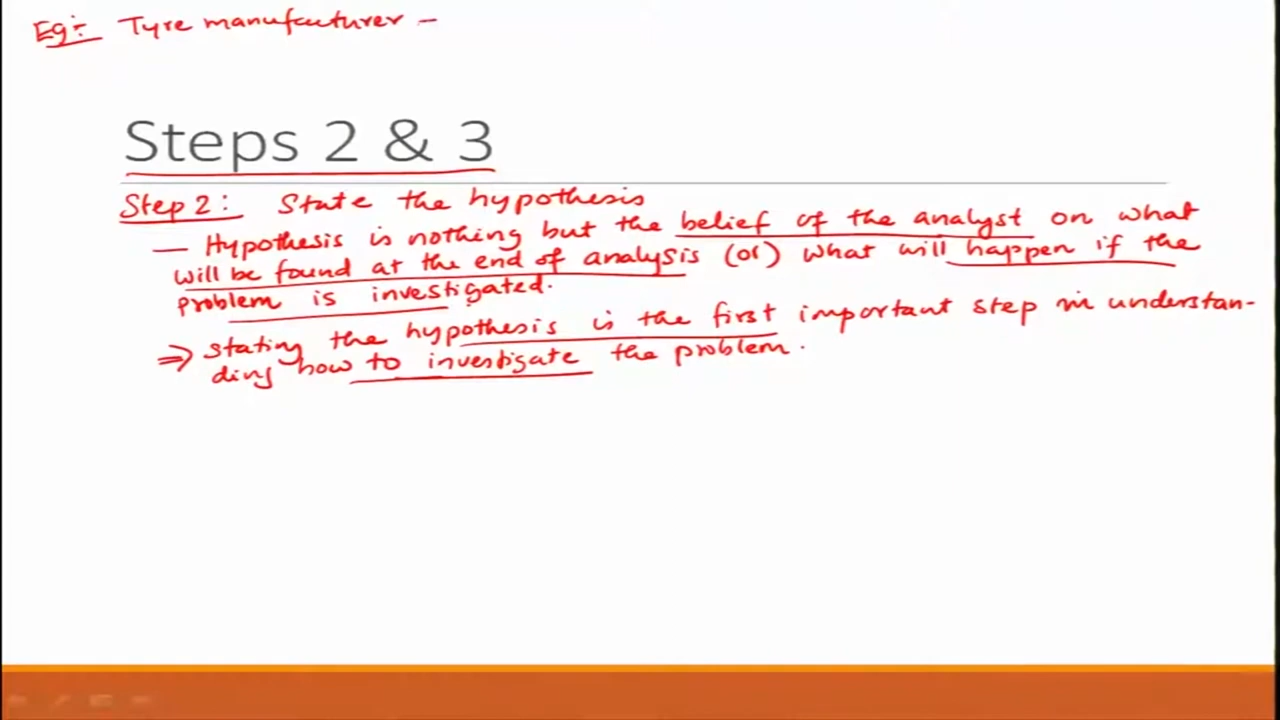 Eg:- Tyre manufacturer -
Steps 2 & 3
Step 2: State the hypothesis
- Hypothesis is nothing but the belief of the analyst on what
will be found at the end of analysis (or) what will happen if the
problem is investigated.
⇒ Stating the hypothesis is the first important step in understan-
ding how to investigate the problem.